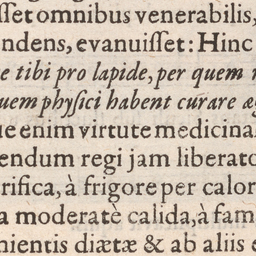 ſſet omnibus venerabilis,
ndens, evanuiſſet: Hinc
e tibi pro lapide, per quem
uem phyſici habent curare æg
ue enim virtute medicina
endum regi jam liberato
rifica, à frigore per calor
a moderatè calida, à fam
nientis diætæ & ab aliis e